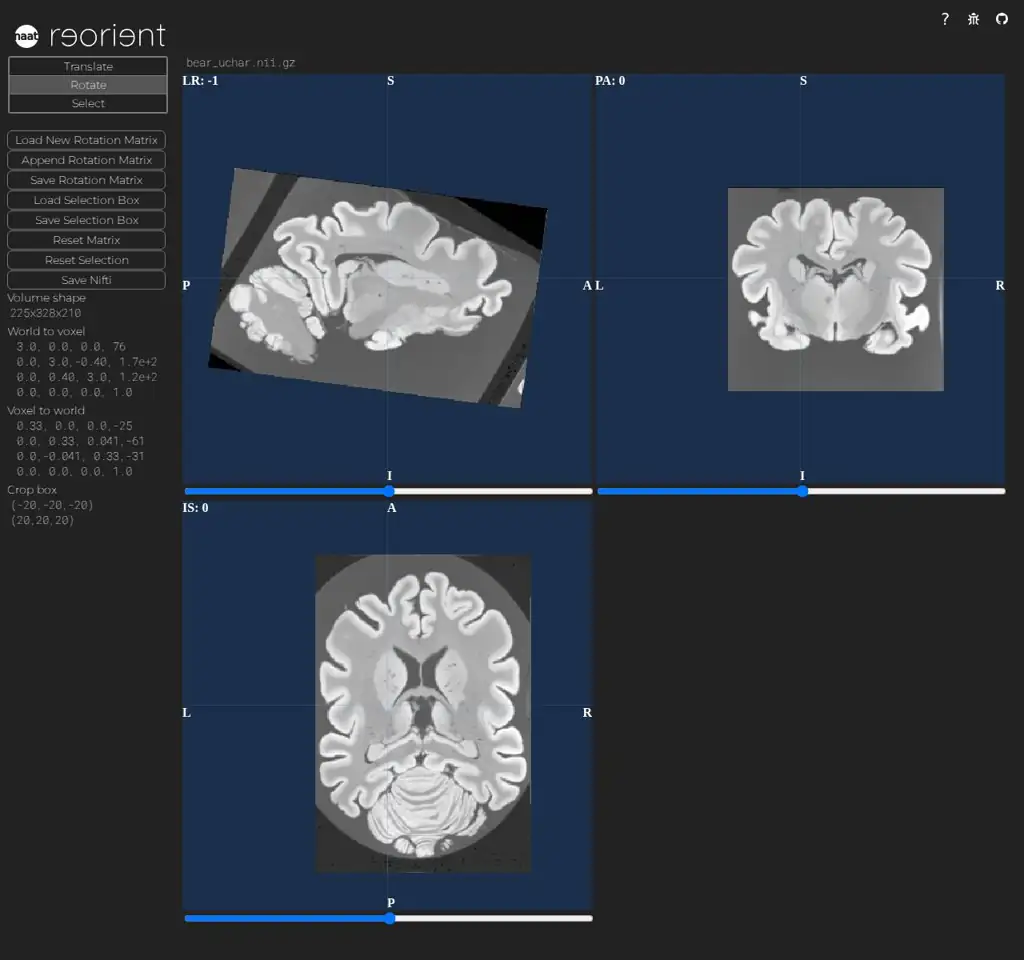 ?
naat reorient
Translate
Rotate
Select
Load New Rotation Matrix
Append Rotation Matrix
Save Rotation Matrix
Load Selection Box
Save Selection Box
Reset Matrix
Reset Selection
Save Nifti
Volume shape
225x328x210
World to voxel
3.0, 0.0, 0.0, 76
0.0, 3.0,-0.40, 1.7e+2
0.0, 0.40, 3.0, 1.2e+2
0.0, 0.0, 0.0, 1.0
Voxel to world
0.33, 0.0, 0.0,-25
0.0, 0.33, 0.041,-61
0.0,-0.041, 0.33,-31
0.0, 0.0, 0.0, 1.0
Crop box
(-20,-20,-20)
(20,20,20)
bear_uchar.nii.gz
LR: -1
S
P
A
I
PA: 0
S
L
R
I
IS: 0
A
L
R
P